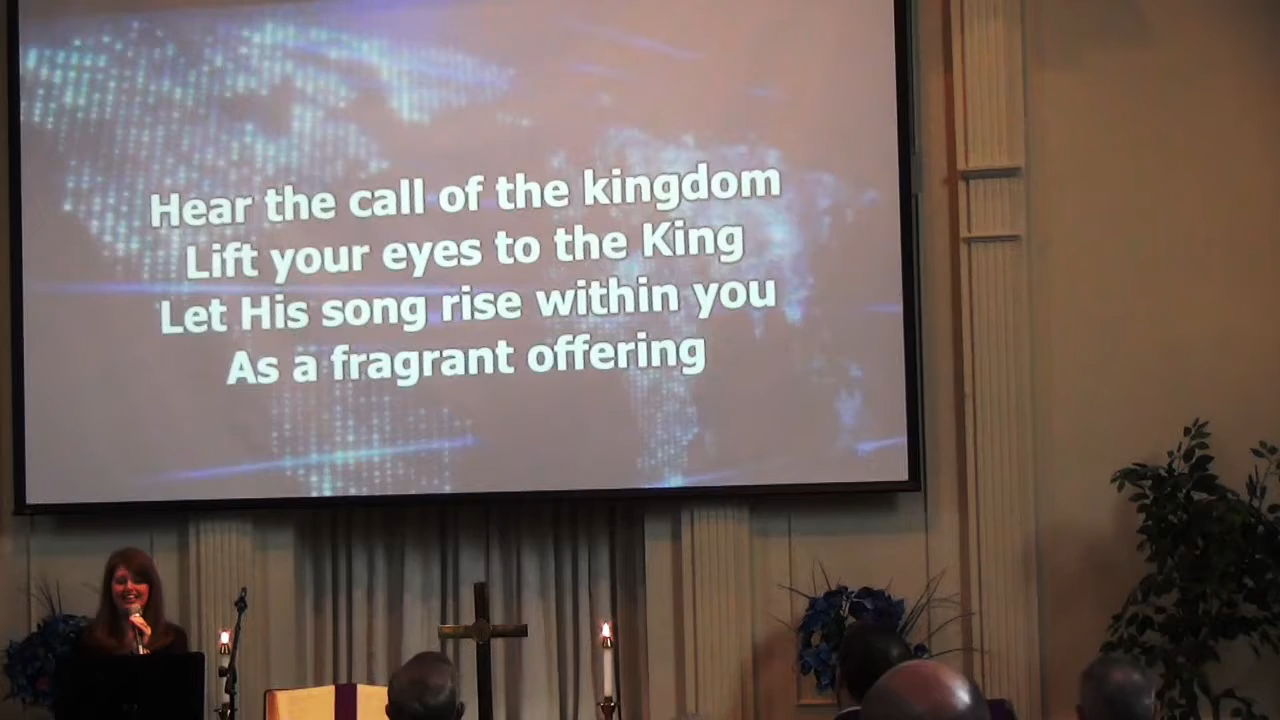 Hear the call of the kingdom
Lift your eyes to the King
Let His song rise within you
As a fragrant offering